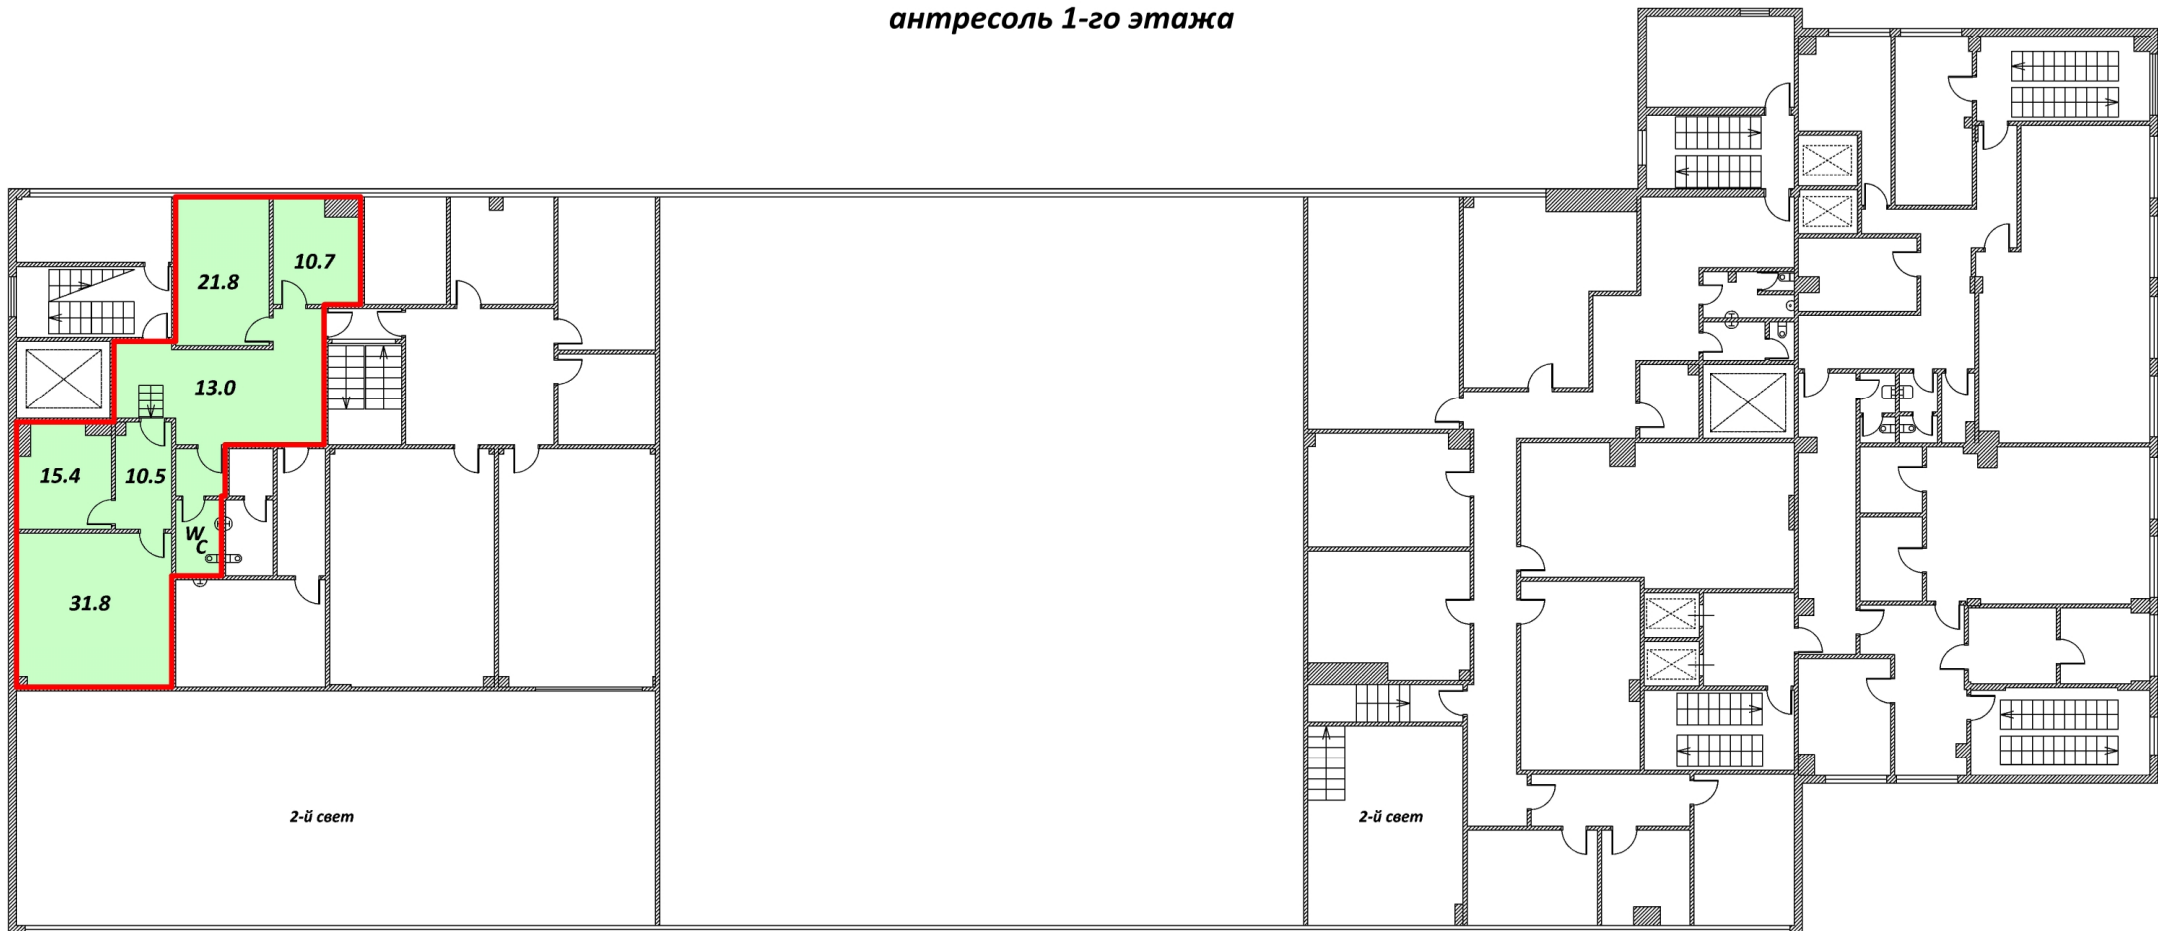 антресоль 1-го этажа
10.7
21.8
13.0
15.4
10.5
W
C
31.8
2-й свет
2-й свет